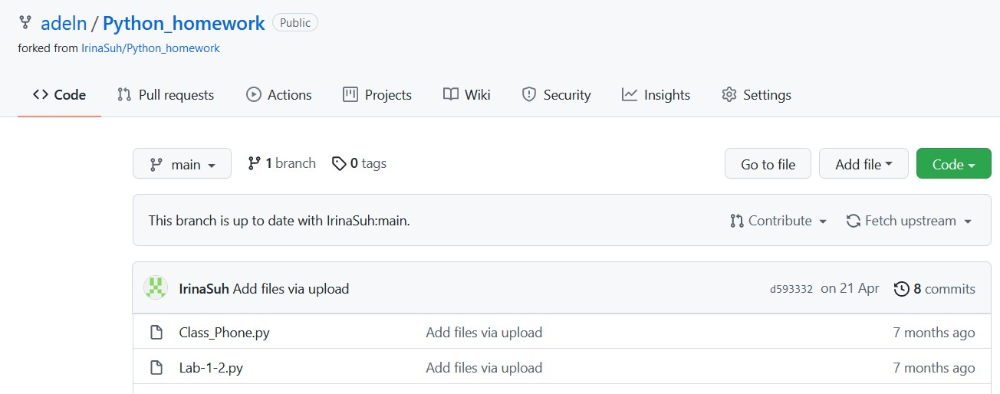 adeln / Python_homework Public
forked from IrinaSuh/Python_homework
Code Pull requests Actions Projects Wiki Security Insights Settings
main 1 branch 0 tags Go to file Add file Code
This branch is up to date with IrinaSuh:main. Contribute Fetch upstream
IrinaSuh Add files via upload d593332 on 21 Apr 8 commits
Class_Phone.py Add files via upload 7 months ago
Lab-1-2.py Add files via upload 7 months ago